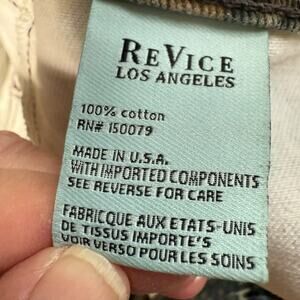 REVICE
LOS ANGELES
100% cotton
RN# 150079
MADE IN U.S.A.
WITH IMPORTED COMPONENTS
SEE REVERSE FOR CARE
FABRICQUE AUX ETATS-UNIS
DE TISSUS IMPORTE'S
VOIR VERSO POUR LES SOINS